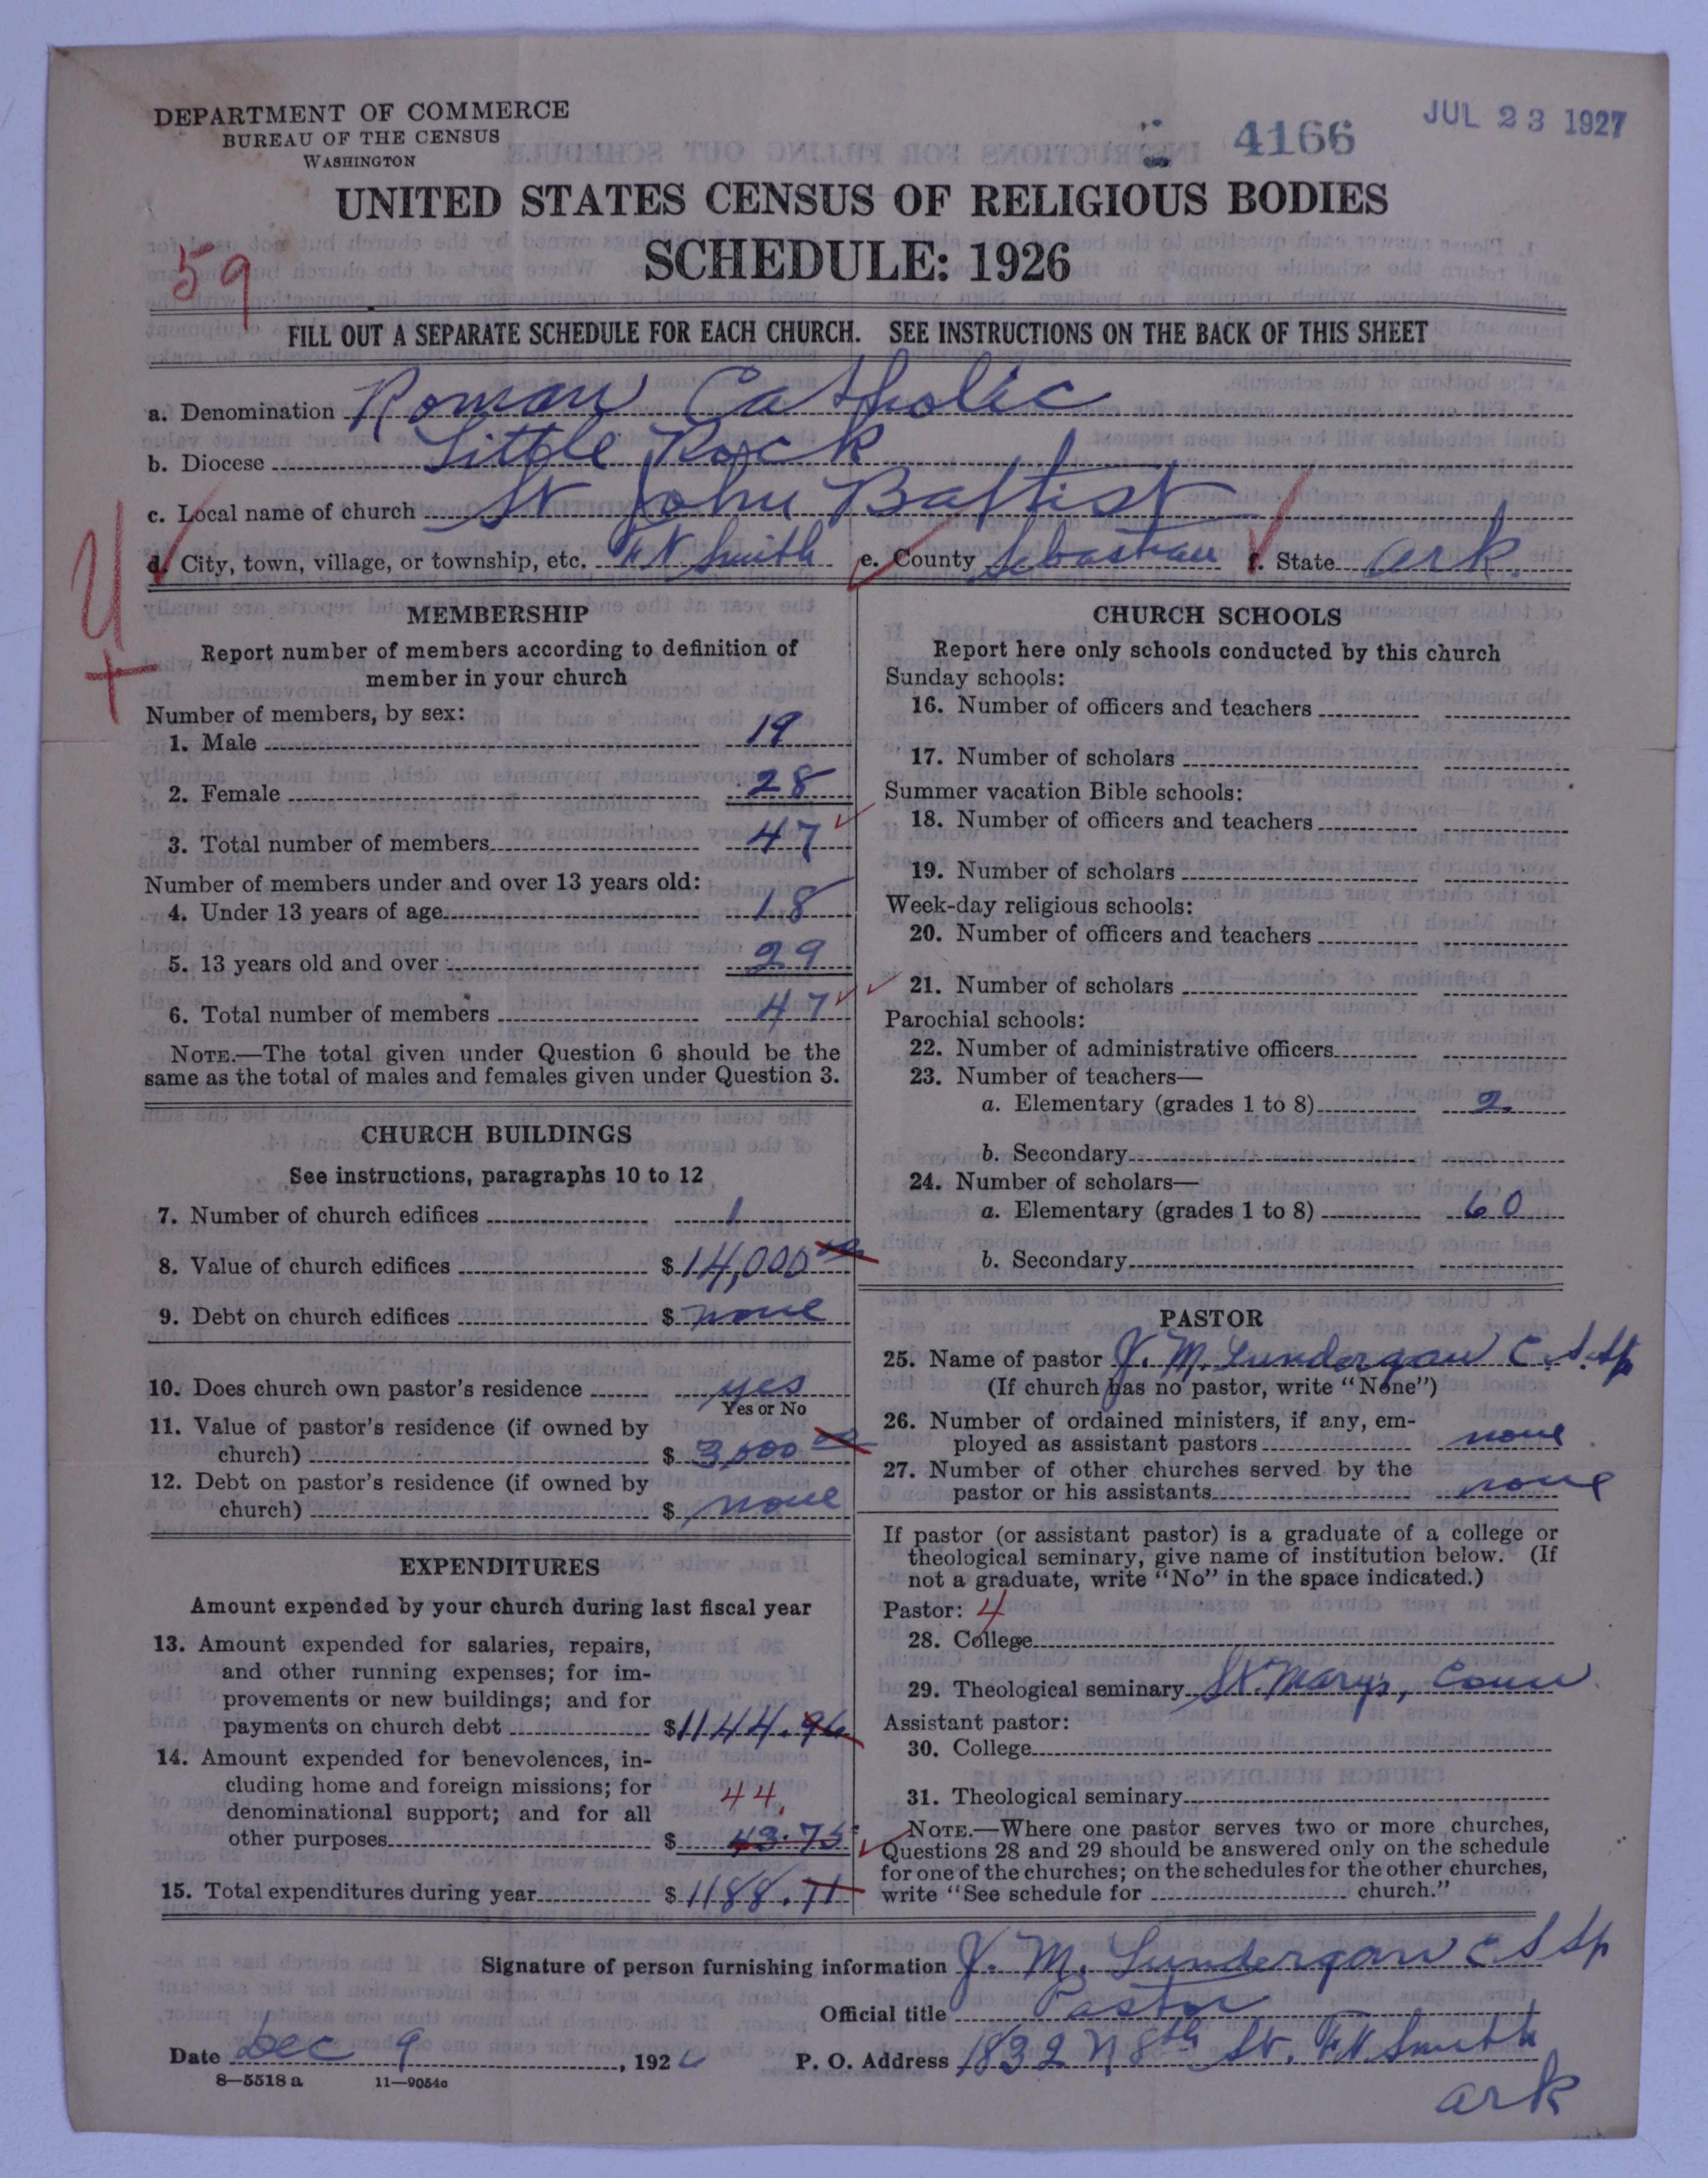 DEPARTMENT OF COMMERCE
BUREAU OF THE CENSUS
WASHINGTON
4166
JUL 23 1927
UNITED STATES CENSUS OF RELIGIOUS BODIES
SCHEDULE: 1926
59
FILL OUT A SEPARATE SCHEDULE FOR EACH CHURCH. SEE INSTRUCTIONS ON THE BACK OF THIS SHEET
a. Denomination Roman Catholic
b. Diocese Little Rock
c. Local name of church St John Baptist
d. City, town, village, or township, etc. Ft Smith e. County Sebastian f. State Ark.
MEMBERSHIP
Report number of members according to definition of
member in your church
Number of members, by sex:
1. Male 19
2. Female 28
3. Total number of members 47
Number of members under and over 13 years old:
4. Under 13 years of age 18
5. 13 years old and over 29
6. Total number of members 47
NOTE.—The total given under Question 6 should be the
same as the total of males and females given under Question 3.
CHURCH BUILDINGS
See instructions, paragraphs 10 to 12
7. Number of church edifices 1
8. Value of church edifices $14,000 00
9. Debt on church edifices $ none
10. Does church own pastor's residence yes
Yes or No
11. Value of pastor's residence (if owned by
church) $ 3,000 00
12. Debt on pastor's residence (if owned by
church) $ none
EXPENDITURES
Amount expended by your church during last fiscal year
13. Amount expended for salaries, repairs,
and other running expenses; for im-
provements or new buildings; and for
payments on church debt $1144.96
14. Amount expended for benevolences, in-
cluding home and foreign missions; for
44.
denominational support; and for all
other purposes $ 43.75
15. Total expenditures during year $ 1188.71
CHURCH SCHOOLS
Report here only schools conducted by this church
Sunday schools:
16. Number of officers and teachers
17. Number of scholars
Summer vacation Bible schools:
18. Number of officers and teachers
19. Number of scholars
Week-day religious schools:
20. Number of officers and teachers
21. Number of scholars
Parochial schools:
22. Number of administrative officers
23. Number of teachers—
a. Elementary (grades 1 to 8) 2
b. Secondary
24. Number of scholars—
a. Elementary (grades 1 to 8) 60
b. Secondary
PASTOR
25. Name of pastor J. M. Lundergan C.S.Sp
(If church has no pastor, write "None")
26. Number of ordained ministers, if any, em-
ployed as assistant pastors none
27. Number of other churches served by the
pastor or his assistants none
If pastor (or assistant pastor) is a graduate of a college or
theological seminary, give name of institution below. (If
not a graduate, write "No" in the space indicated.)
Pastor: 4
28. College
29. Theological seminary St. Mary's, Conn
Assistant pastor:
30. College
31. Theological seminary
NOTE.—Where one pastor serves two or more churches,
Questions 28 and 29 should be answered only on the schedule
for one of the churches; on the schedules for the other churches,
write "See schedule for church."
Signature of person furnishing information J. M. Lundergan C S Sp
Official title Pastor
Date Dec 9, 1926 P. O. Address 1832 N 8th St. Ft. Smith
Ark
8—5518 a 11—9054c